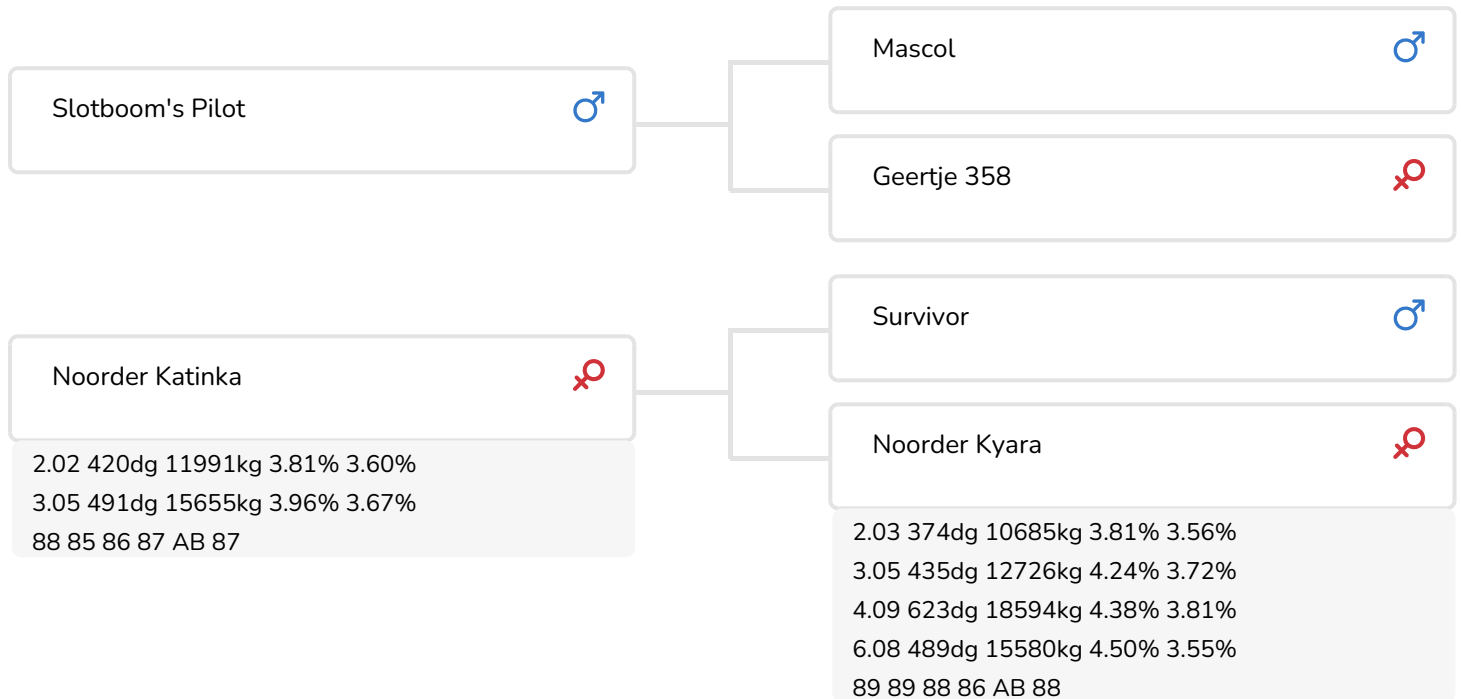 Slotboom's Pilot
Mascol
Geertje 358
Noorder Katinka
2.02 420dg 11991kg 3.81% 3.60%
3.05 491dg 15655kg 3.96% 3.67%
88 85 86 87 AB 87
Survivor
Noorder Kyara
2.03 374dg 10685kg 3.81% 3.56%
3.05 435dg 12726kg 4.24% 3.72%
4.09 623dg 18594kg 4.38% 3.81%
6.08 489dg 15580kg 4.50% 3.55%
89 89 88 86 AB 88